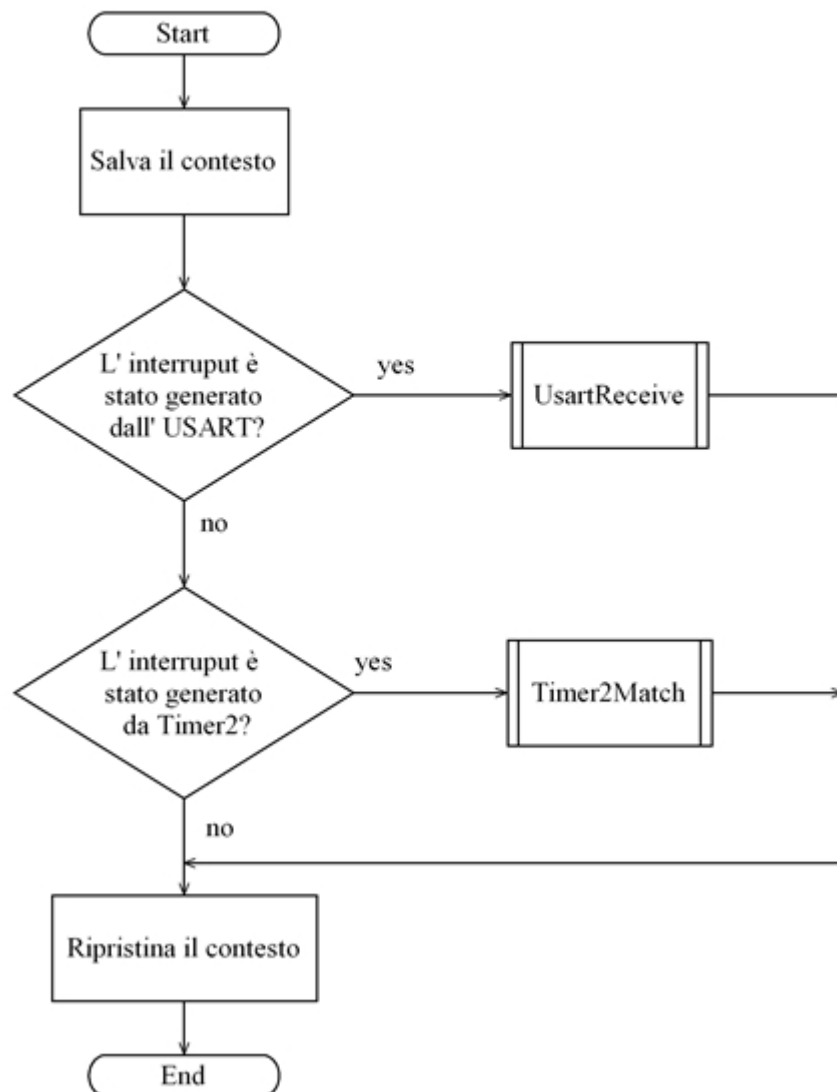 Start
Salva il contesto
L' interruput è
stato generato
dall' USART?
yes
UsartReceive
no
L' interruput è
stato generato
da Timer2?
yes
Timer2Match
no
Ripristina il contesto
End